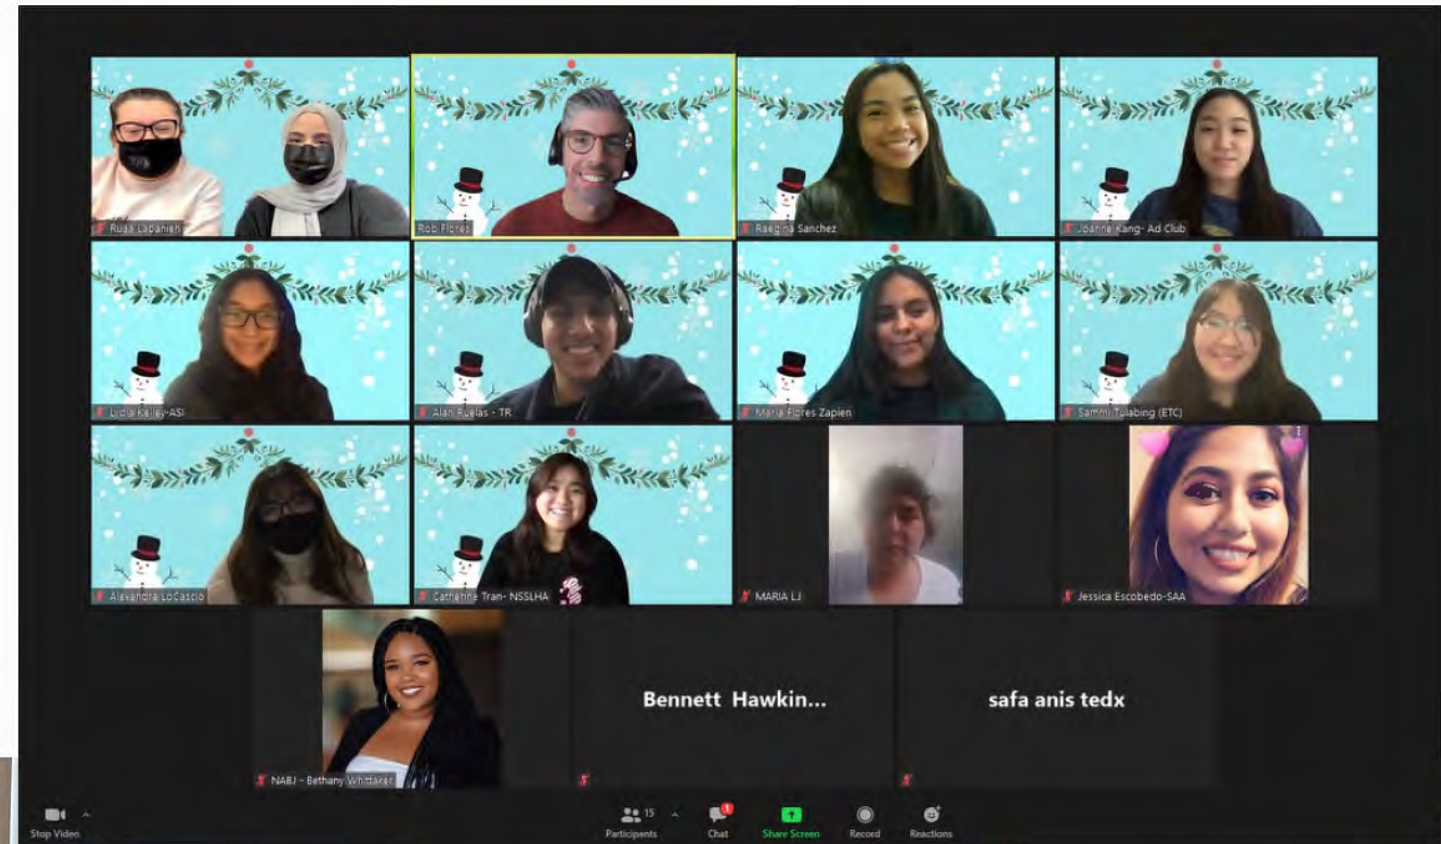 Ruaa Labanieh
Rob Flores
Raegina Sanchez
Joanne Kang- Ad Club
Lydia Kelley-ASI
Alan Ruelas - TR
Maria Flores Zapien
Sammi Tulabing (ETC)
Alexandra LoCascio
Catherine Tran- NSSLHA
MARIA LJ
Jessica Escobedo-SAA
NABJ - Bethany Whittaker
Bennett Hawkin...
safa anis tedx
Stop Video
15
Participants
1
Chat
Share Screen
Record
Reactions